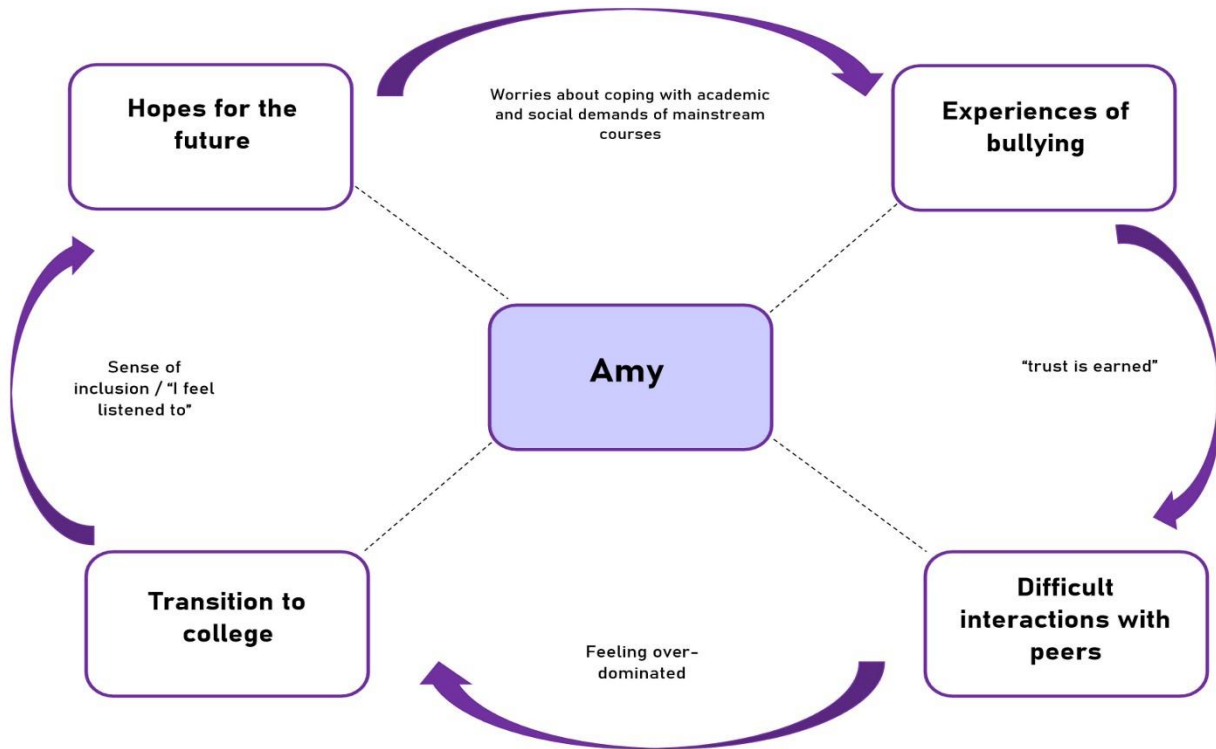 Hopes for the
future
Worries about coping with academic
and social demands of mainstream
courses
Experiences of
bullying
Amy
Sense of
inclusion / “I feel
listened to”
“trust is earned”
Transition to
college
Feeling over-
dominated
Difficult
interactions with
peers